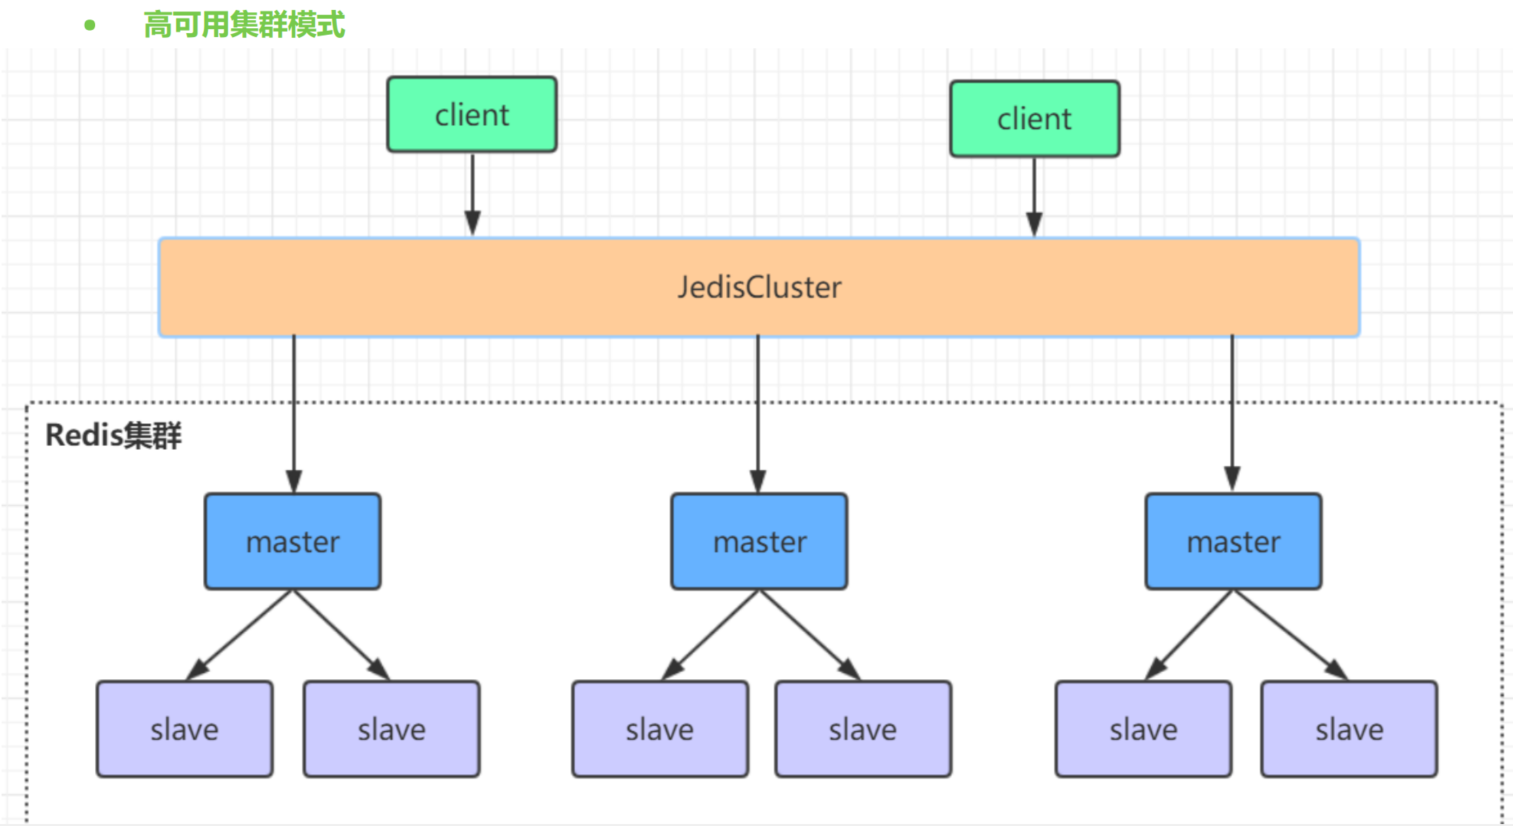 高可用集群模式
client
client
JedisCluster
Redis集群
master
master
master
slave
slave
slave
slave
slave
slave